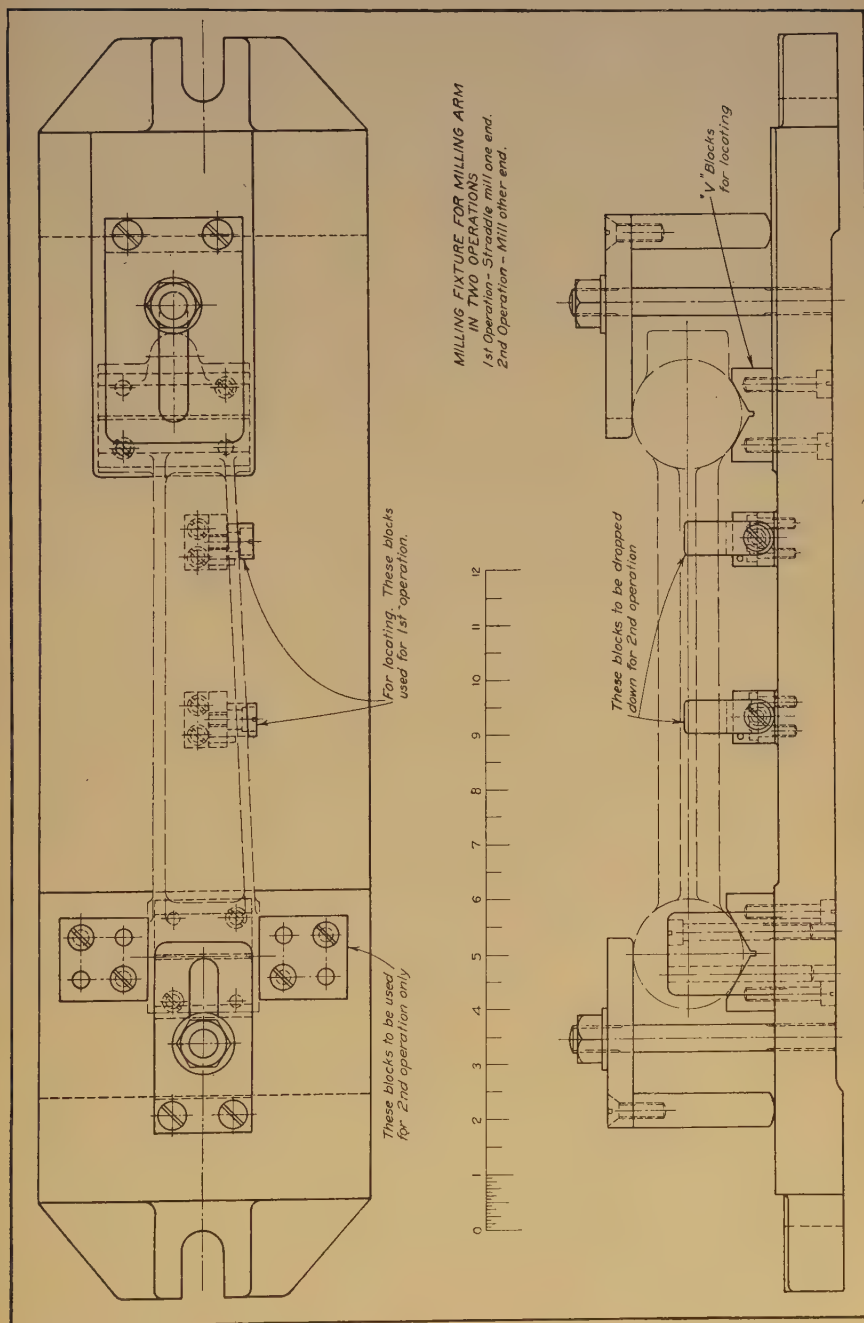 MILLING FIXTURE FOR MILLING ARM
IN TWO OPERATIONS
1st Operation - Straddle mill one end.
2nd Operation - Mill other end.
"V" Blocks
for locating
For locating. These blocks
used for 1st operation.
These blocks to be dropped
down for 2nd operation
These blocks to be used
for 2nd operation only
0 1 2 3 4 5 6 7 8 9 10 11 12